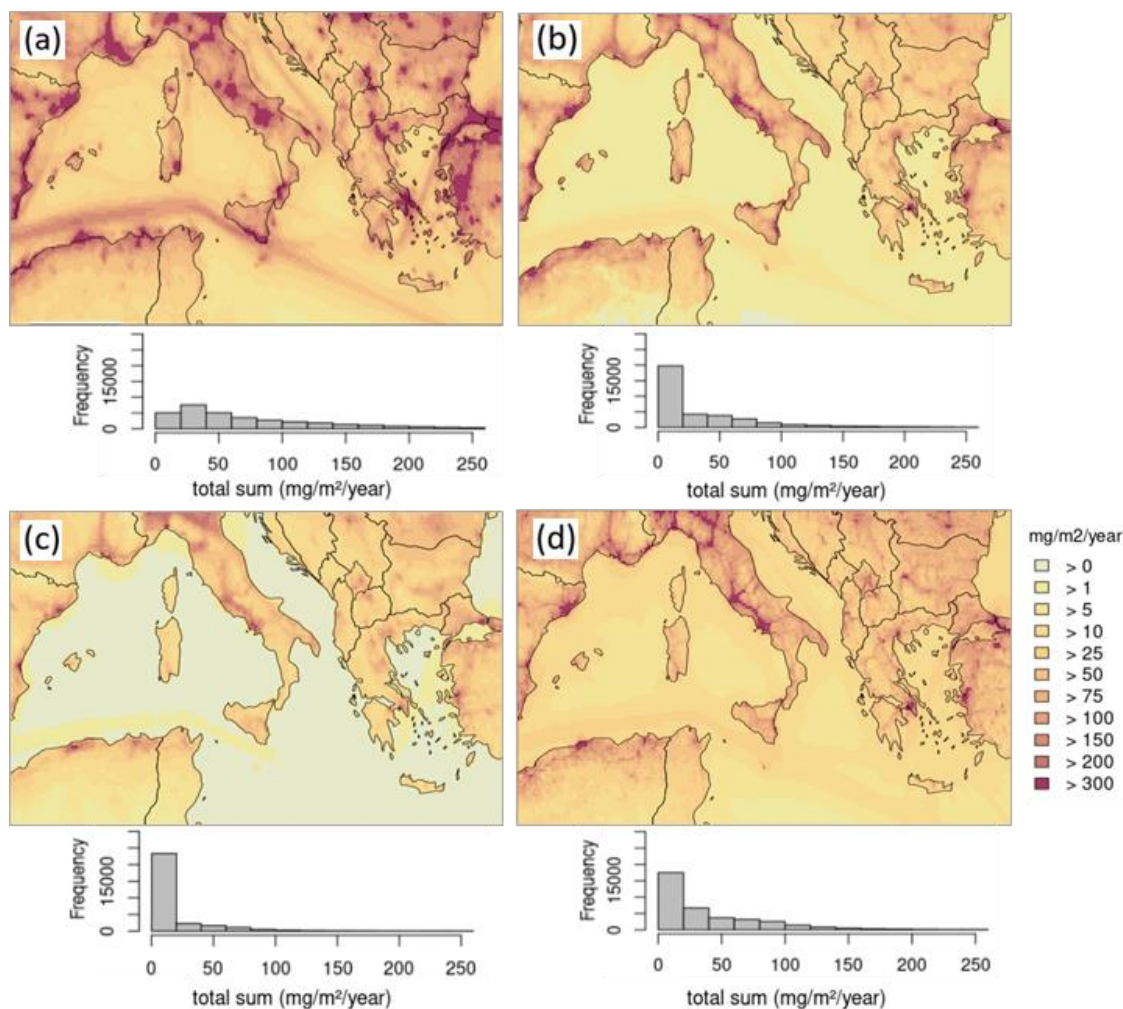 (a)
(b)
Frequency
0 15000
0 50 100 150 200 250
total sum (mg/m²/year)
Frequency
0 15000
0 50 100 150 200 250
total sum (mg/m²/year)
(c)
(d)
mg/m2/year
> 0
> 1
> 5
> 10
> 25
> 50
> 75
> 100
> 150
> 200
> 300
Frequency
0 15000
0 50 100 150 200 250
total sum (mg/m²/year)
Frequency
0 15000
0 50 100 150 200 250
total sum (mg/m²/year)